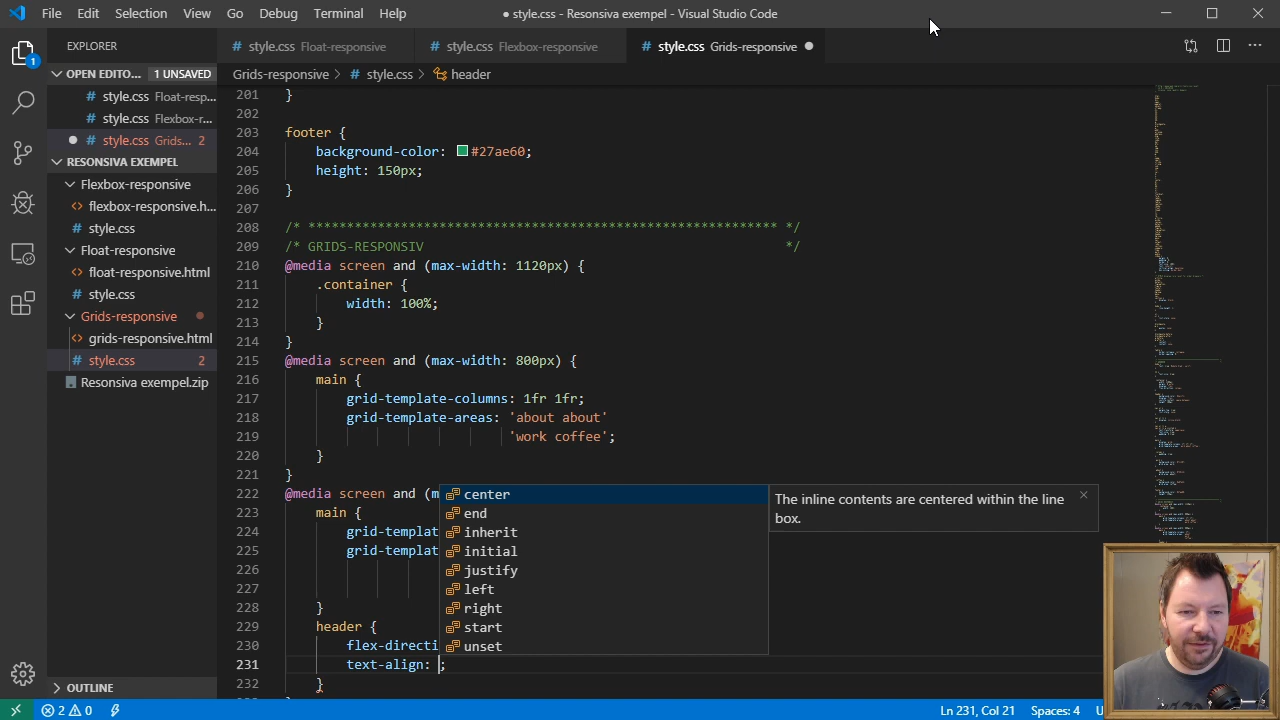 File Edit Selection View Go Debug Terminal Help ● style.css - Resonsiva exempel - Visual Studio Code
EXPLORER
# style.css Float-responsive # style.css Flexbox-responsive # style.css Grids-responsive ●
OPEN EDITO... 1 UNSAVED
# style.css Float-resp...
# style.css Flexbox-r...
# style.css Grids... 2
RESONSIVA EXEMPEL
Flexbox-responsive
<> flexbox-responsive.h...
# style.css
Float-responsive
<> float-responsive.html
# style.css
Grids-responsive
<> grids-responsive.html
# style.css 2
Resonsiva exempel.zip
OUTLINE
1
Grids-responsive > # style.css > header
201 }
202
203 footer {
204 background-color: #27ae60;
205 height: 150px;
206 }
207
208 /* ************************************************************* */
209 /* GRIDS-RESPONSIV */
210 @media screen and (max-width: 1120px) {
211 .container {
212 width: 100%;
213 }
214 }
215 @media screen and (max-width: 800px) {
216 main {
217 grid-template-columns: 1fr 1fr;
218 grid-template-areas: 'about about'
219 'work coffee';
220 }
221 }
222 @media screen and (m
223 main {
224 grid-templat
225 grid-templat
226
227
228 }
229 header {
230 flex-directi
231 text-align: ;
232 }
center
end
inherit
initial
justify
left
right
start
unset
The inline contents are centered within the line
box.
2 0 Ln 231, Col 21 Spaces: 4 U